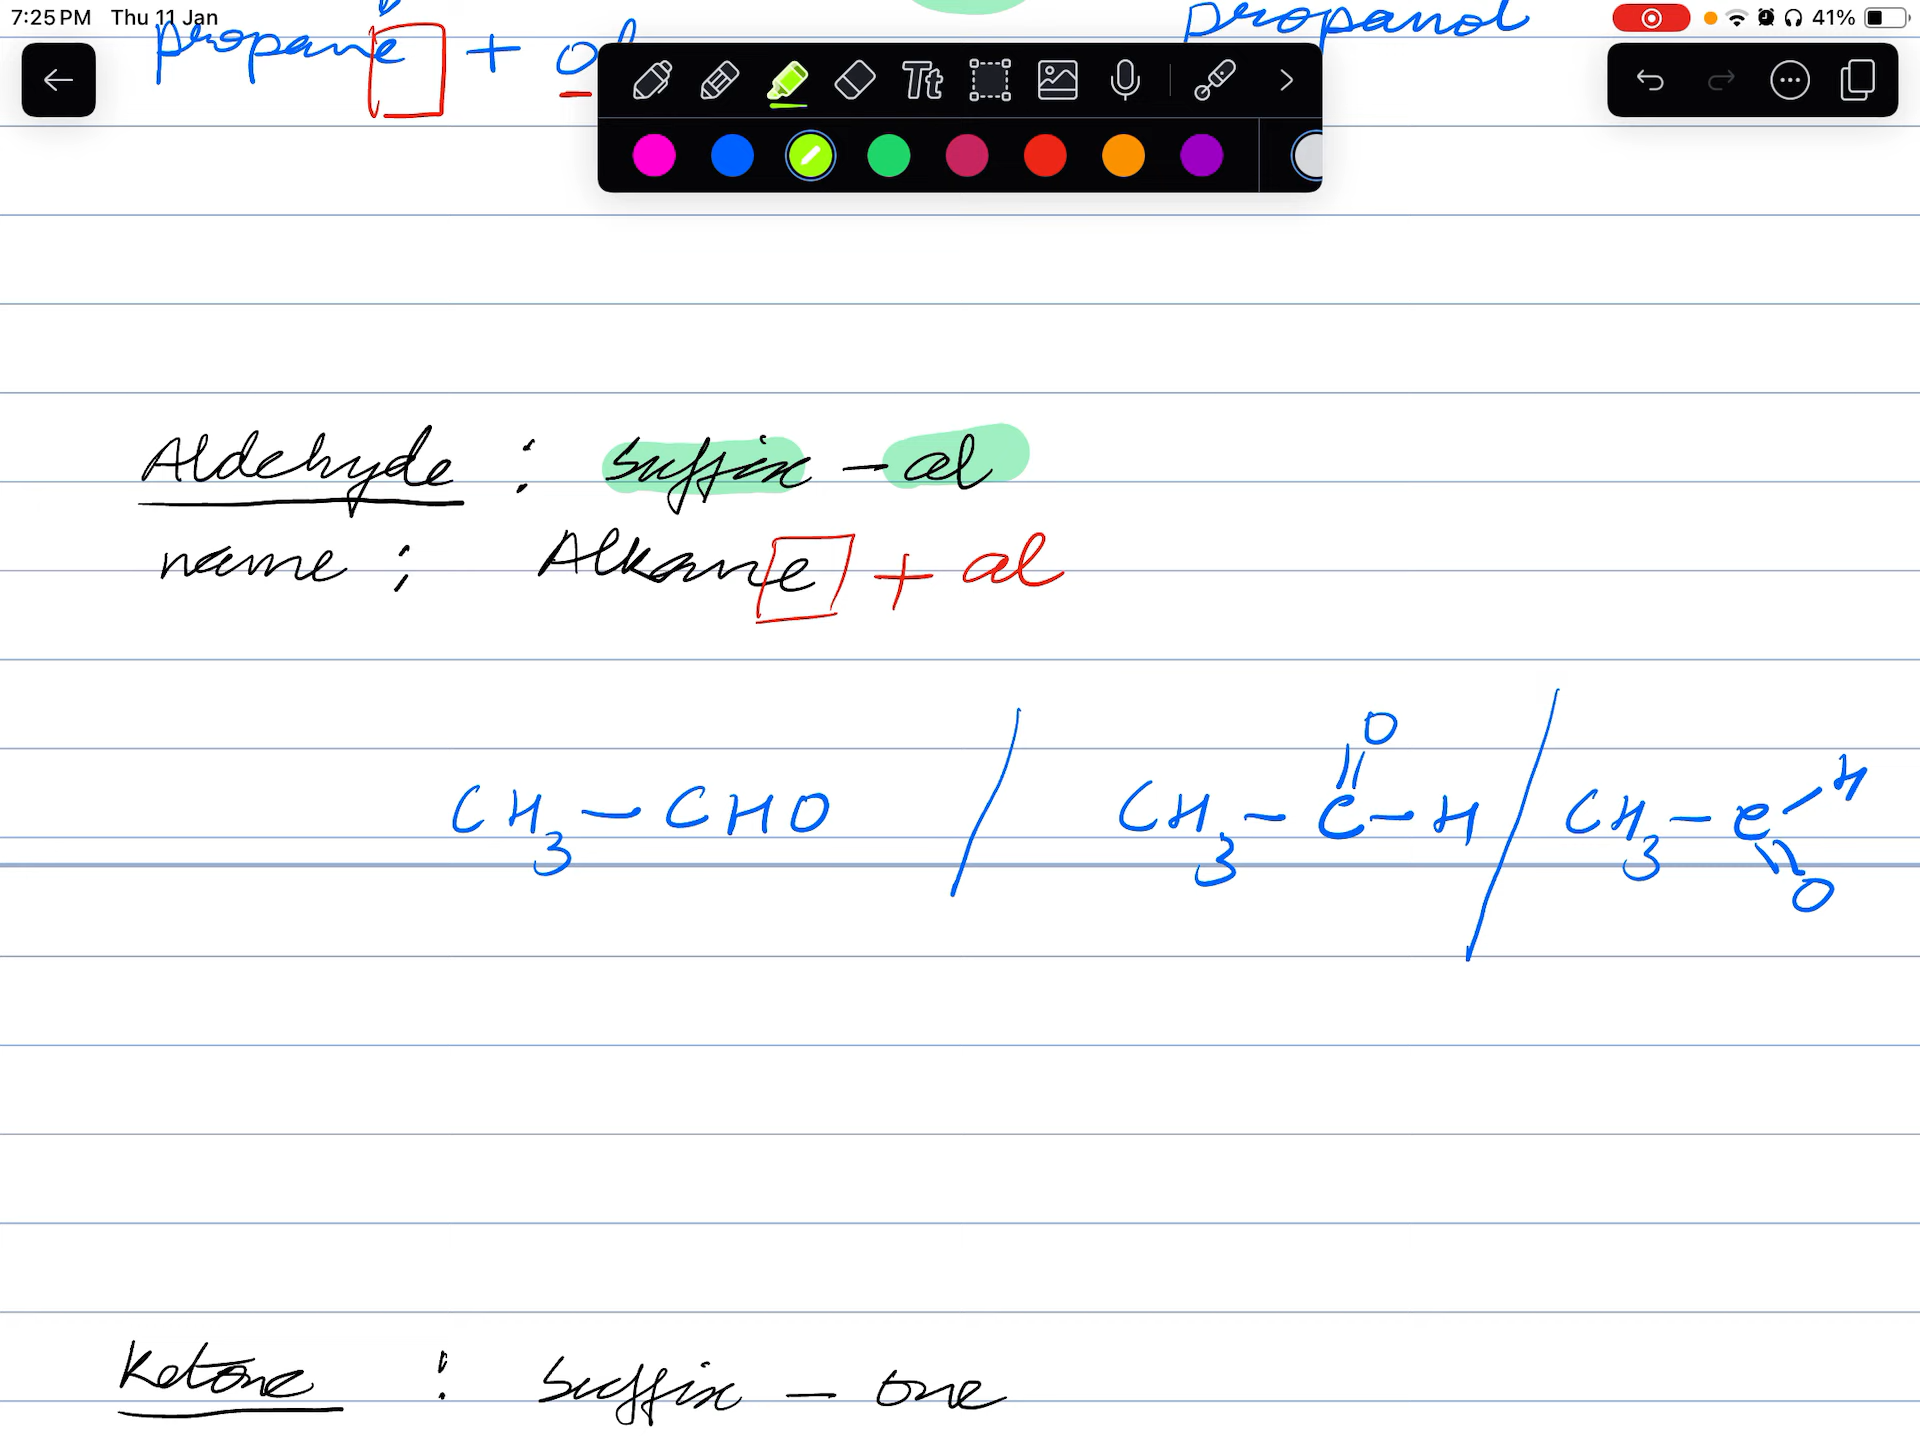 7:25 PM Thu 11 Jan 41%
propane + ol propanol
Tt
Aldehyde : suffix - al
name : Alkane + al
CH3 - CHO / CH3 - C - H / CH3 - C - H
O O
Ketone : suffix - one